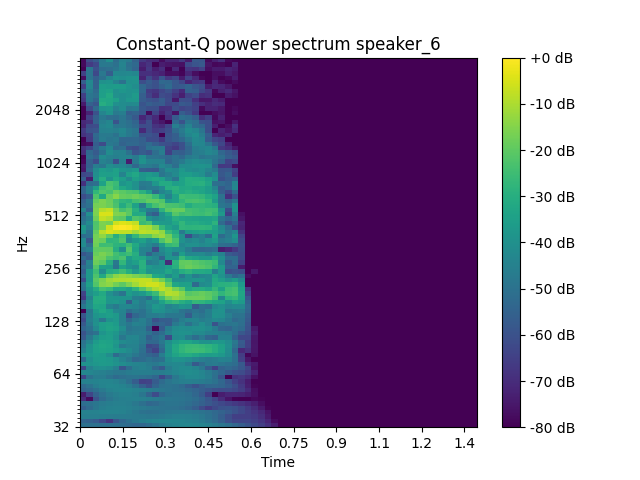 Constant-Q power spectrum speaker_6
Hz
2048
1024
512
256
128
64
32
0 0.15 0.3 0.45 0.6 0.75 0.9 1.1 1.2 1.4
Time
+0 dB
-10 dB
-20 dB
-30 dB
-40 dB
-50 dB
-60 dB
-70 dB
-80 dB